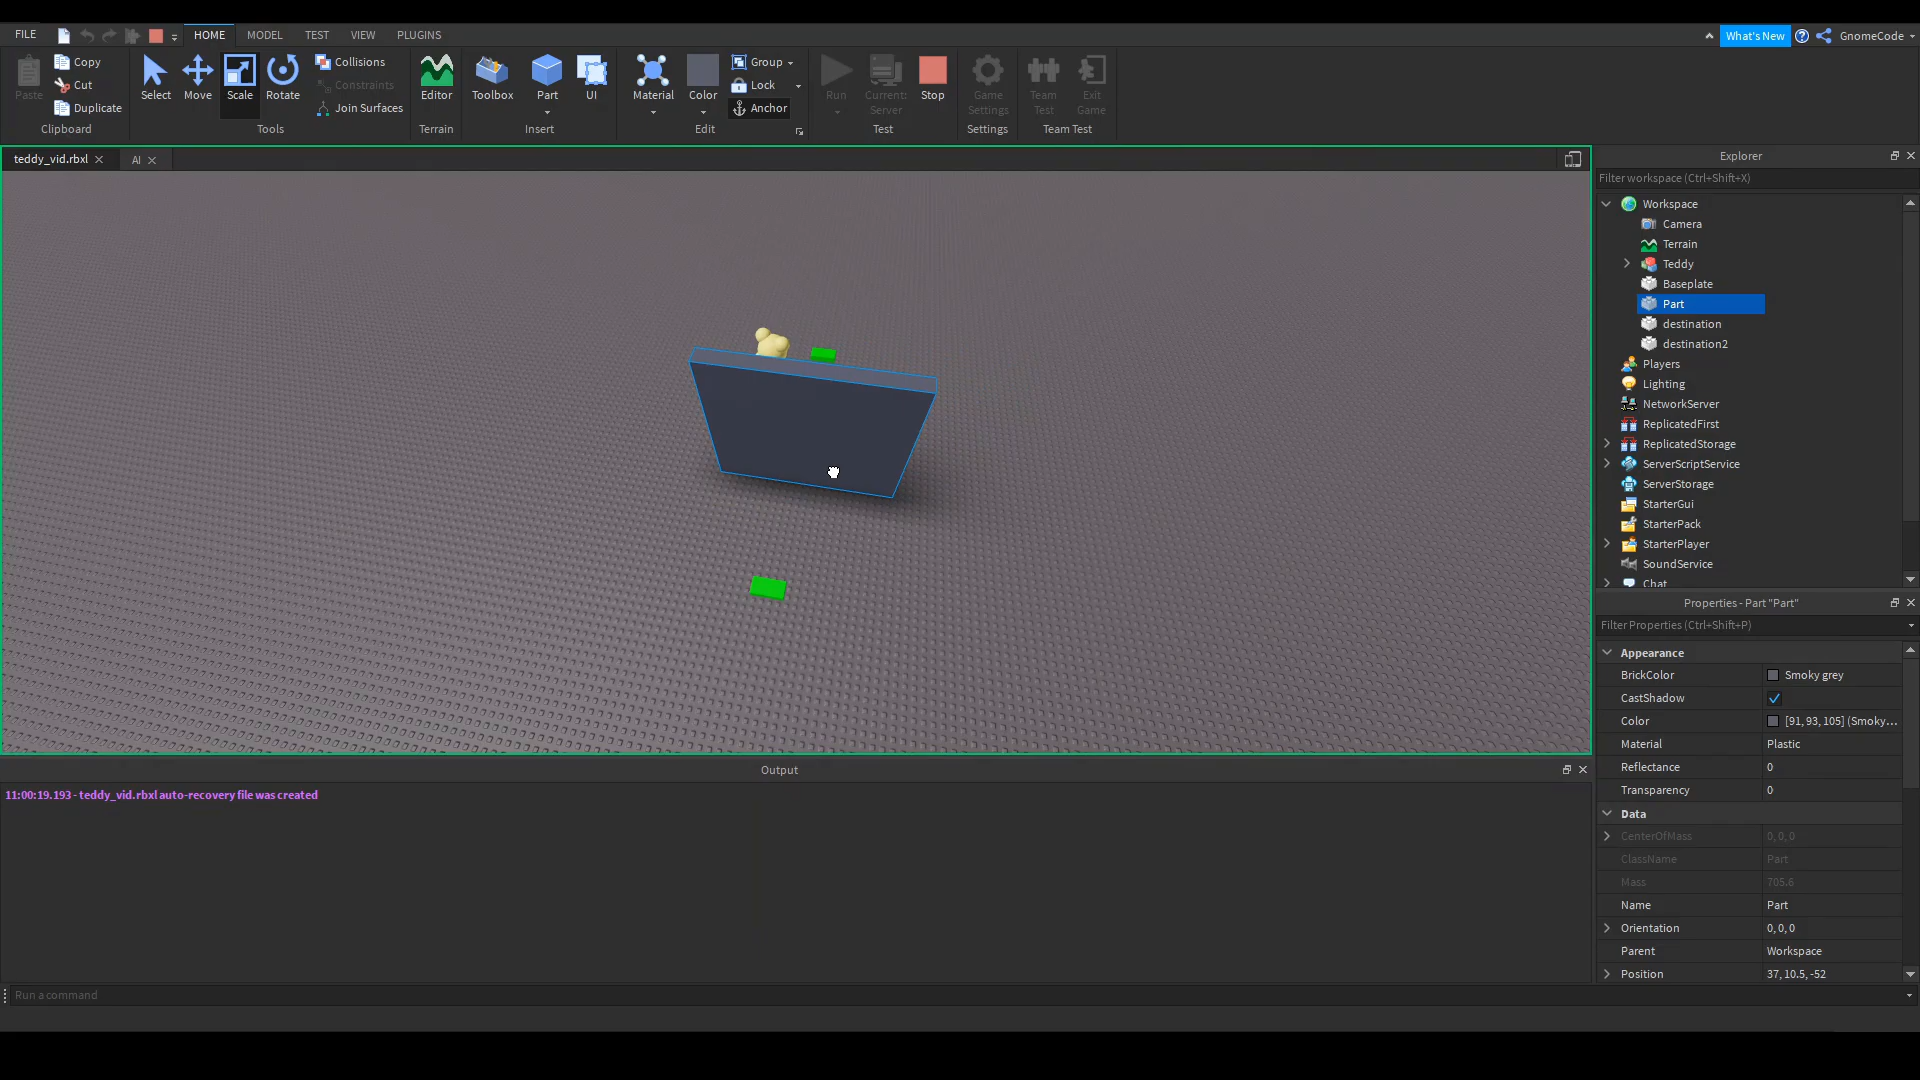 FILE HOME MODEL TEST VIEW PLUGINS What's New GnomeCode
Paste Copy Cut Duplicate Clipboard
Select Move Scale Rotate Collisions Constraints Join Surfaces Tools
Editor Terrain
Toolbox Part UI Insert
Material Color Group Lock Anchor Edit
Run Current: Server Stop Test
Game Settings Settings
Team Test Exit Game Team Test
teddy_vid.rbxl AI
Explorer
Filter workspace (Ctrl+Shift+X)
Workspace
Camera
Terrain
Teddy
Baseplate
Part
destination
destination2
Players
Lighting
NetworkServer
ReplicatedFirst
ReplicatedStorage
ServerScriptService
ServerStorage
StarterGui
StarterPack
StarterPlayer
SoundService
Chat
Properties - Part "Part"
Filter Properties (Ctrl+Shift+P)
Appearance
BrickColor Smoky grey
CastShadow
Color [91, 93, 105] (Smoky...
Material Plastic
Reflectance 0
Transparency 0
Data
CenterOfMass 0, 0, 0
ClassName Part
Mass 705.6
Name Part
Orientation 0, 0, 0
Parent Workspace
Position 37, 10.5, -52
Output
11:00:19.193 - teddy_vid.rbxl auto-recovery file was created
Run a command